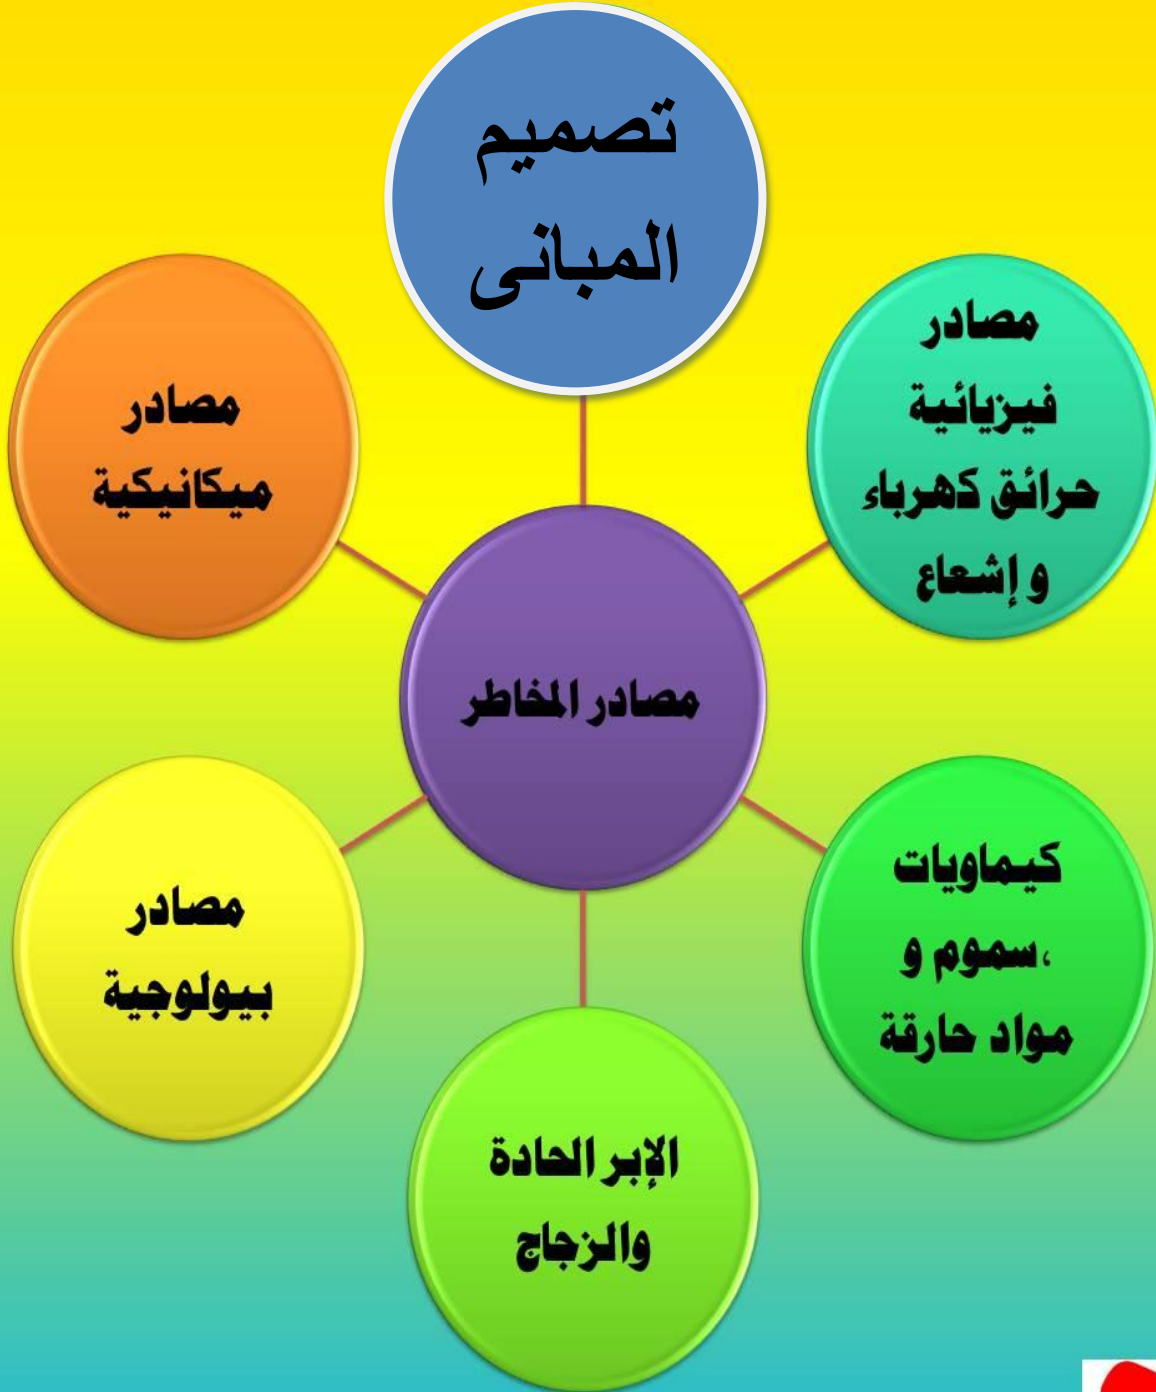 تصميم
المبانى
مصادر
فيزيائية
حرائق كهرباء
و إشعاع
مصادر
ميكانيكية
مصادر المخاطر
كيماويات
،سموم و
مواد حارقة
مصادر
بيولوجية
الإبر الحادة
والزجاج